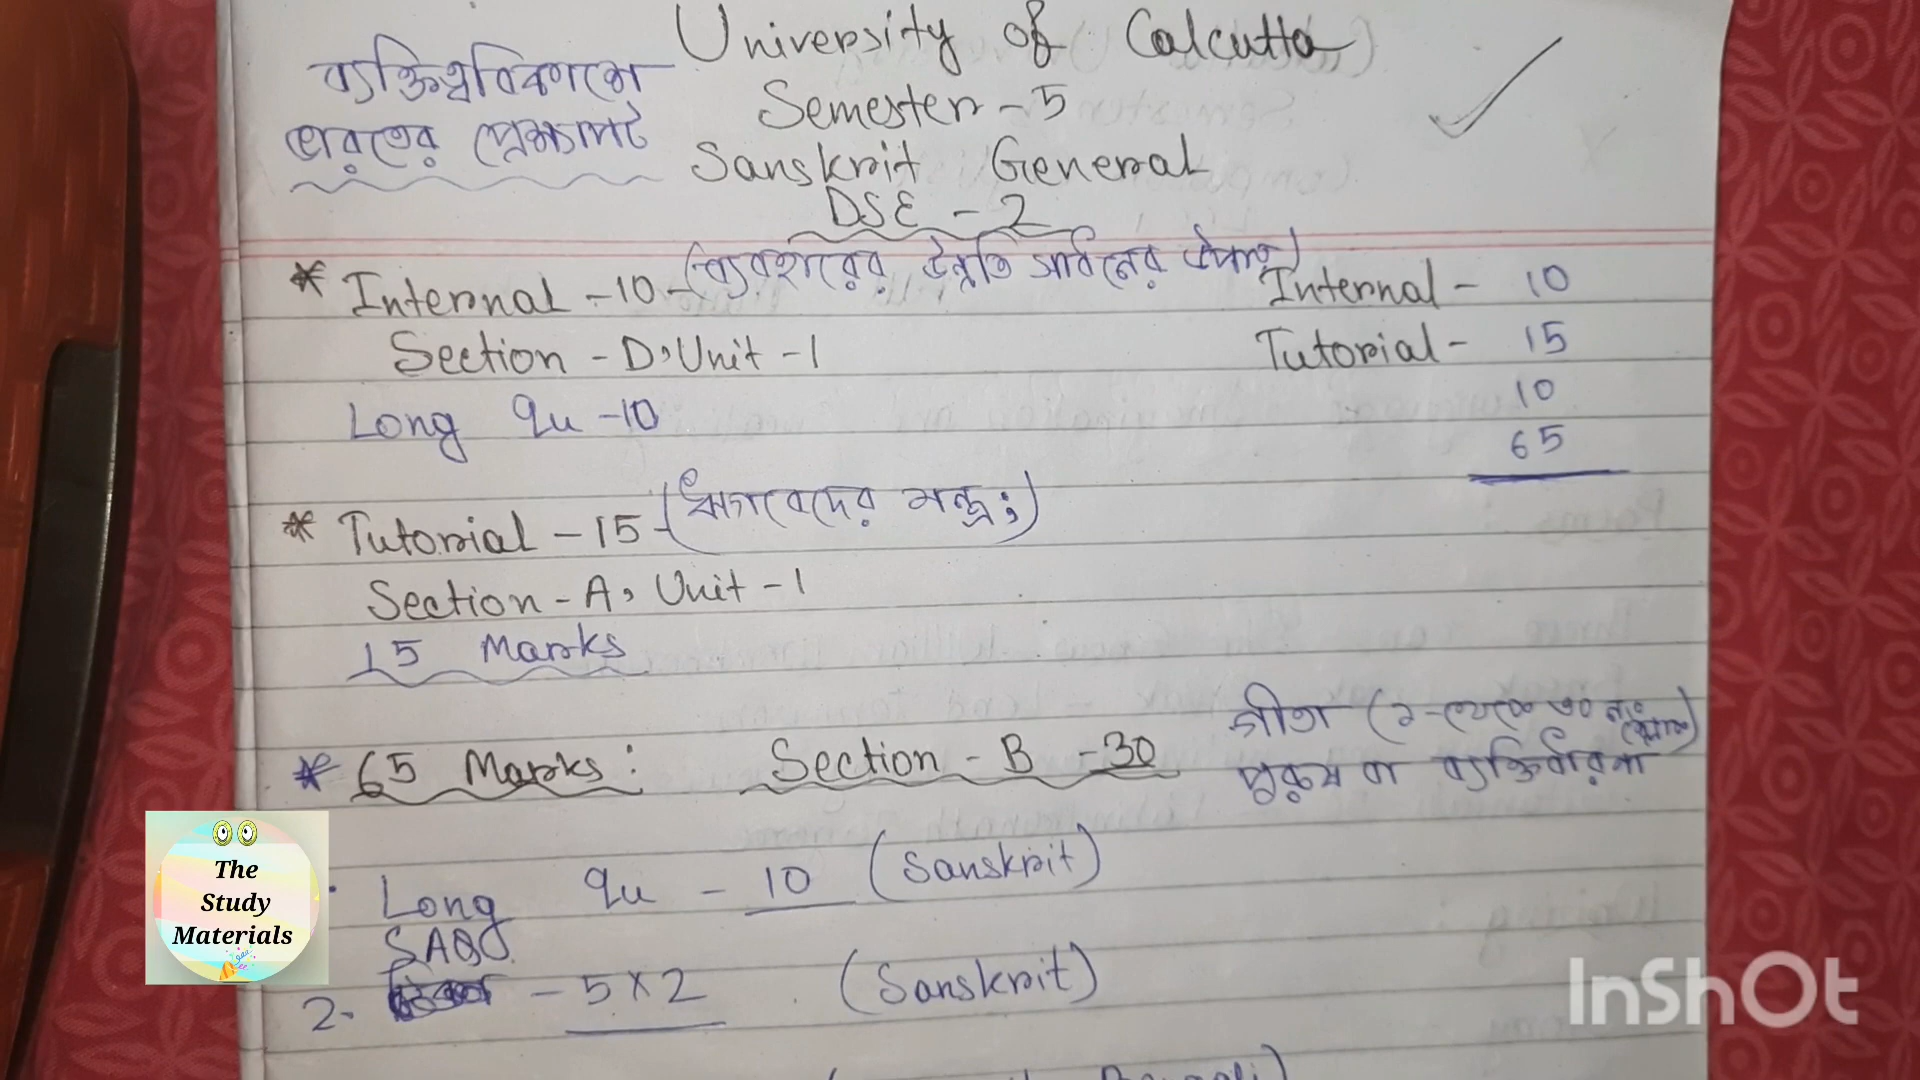 University of Calcutta
ব্যক্তিত্ববিকাশে
ভারতের প্রেক্ষাপট
Semester - 5
Sanskrit General
DSE - 2
* Internal - 10 - (ব্যবহারের উন্নতি সাধনের উপায়)
Section - D, Unit - 1
Long qu - 10
Internal - 10
Tutorial - 15
10
65
* Tutorial - 15 - (ঋগবেদের মন্ত্র;)
Section - A, Unit - 1
15 Marks
* 65 Marks: Section - B - 30
গীতা (২ - থেকে ৩০ নং শ্লোক)
পুরুষ বা ব্যক্তিধারনা
Long qu - 10 (Sanskrit)
SAQ
2. - 5 x 2 (Sanskrit)
The
Study
Materials
InShOt